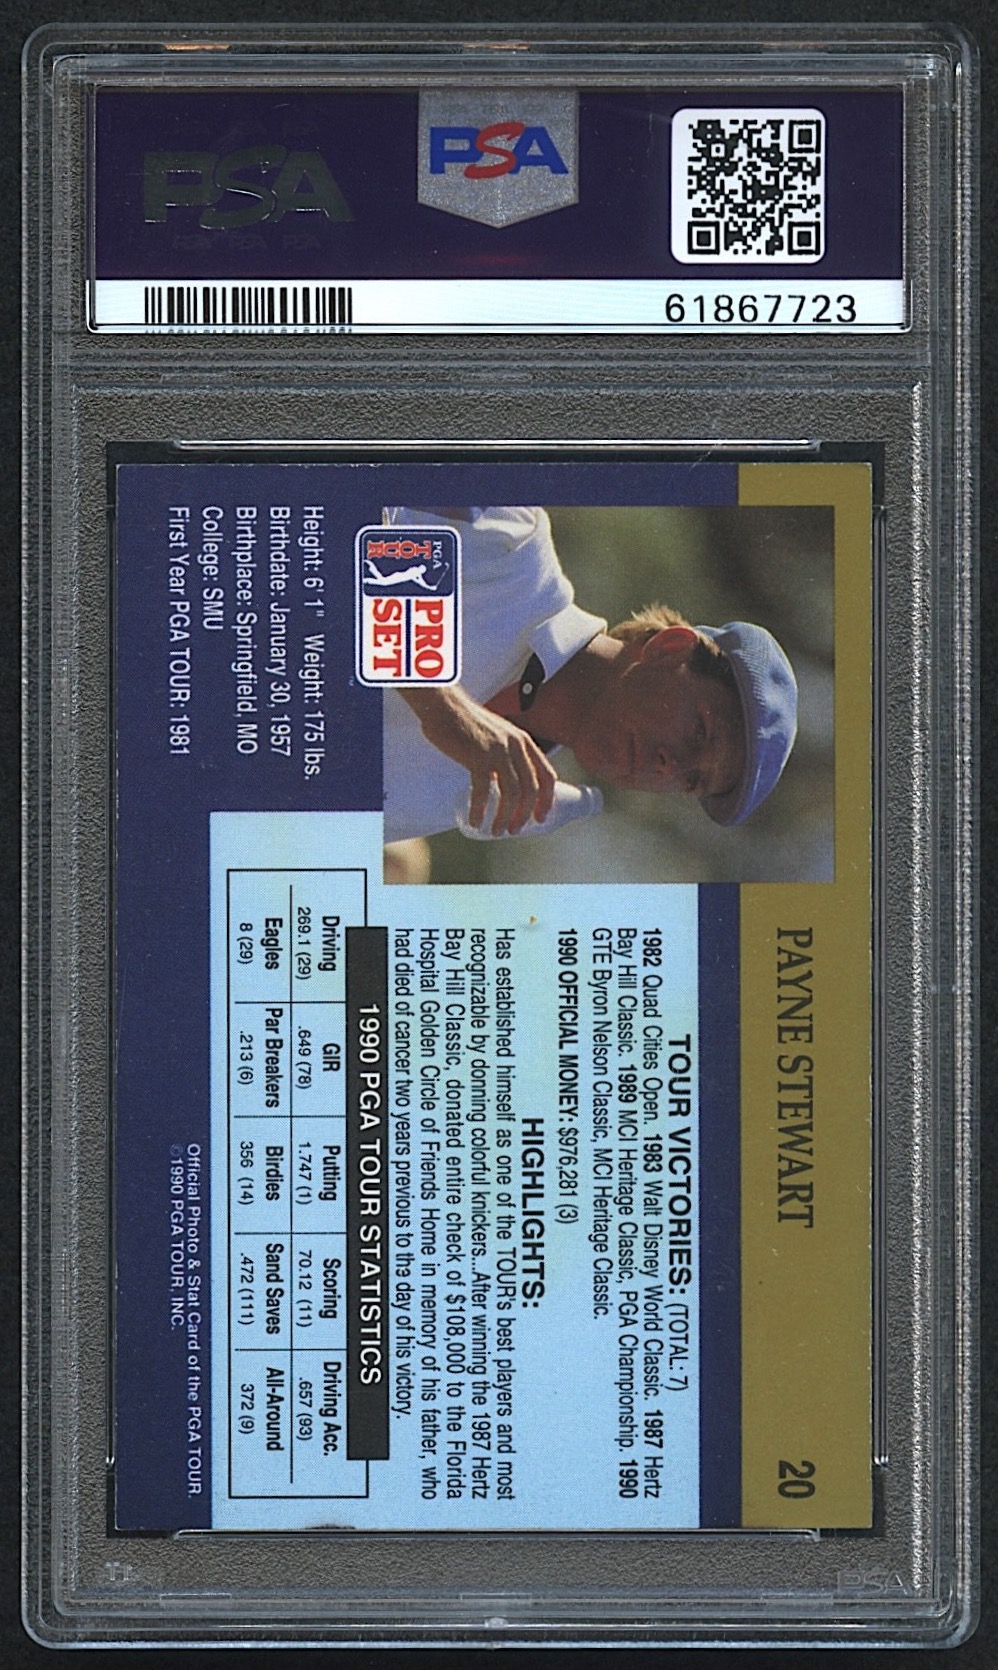 PSA
PSA
61867723
PAYNE STEWART 20
TOUR VICTORIES: (TOTAL: 7)
1982 Quad Cities Open. 1983 Walt Disney World Classic. 1987 Hertz
Bay Hill Classic. 1989 MCI Heritage Classic, PGA Championship. 1990
GTE Byron Nelson Classic, MCI Heritage Classic.
1990 OFFICIAL MONEY: $976,281 (3)
HIGHLIGHTS:
Has established himself as one of the TOUR's best players and most
recognizable by donning colorful knickers...After winning the 1987 Hertz
Bay Hill Classic, donated entire check of $108,000 to the Florida
Hospital Golden Circle of Friends Home in memory of his father, who
had died of cancer two years previous to the day of his victory.
PGA
TOUR
PRO
SET
Height: 6' 1" Weight: 175 lbs.
Birthdate: January 30, 1957
Birthplace: Springfield, MO
College: SMU
First Year PGA TOUR: 1981
1990 PGA TOUR STATISTICS
Driving GIR Putting Scoring Driving Acc.
269.1 (29) .649 (78) 1.747 (1) 70.12 (11) .657 (93)
Eagles Par Breakers Birdies Sand Saves All-Around
8 (29) .213 (6) 356 (14) .472 (111) 372 (9)
Official Photo & Stat Card of the PGA TOUR.
©1990 PGA TOUR, INC.
PSA